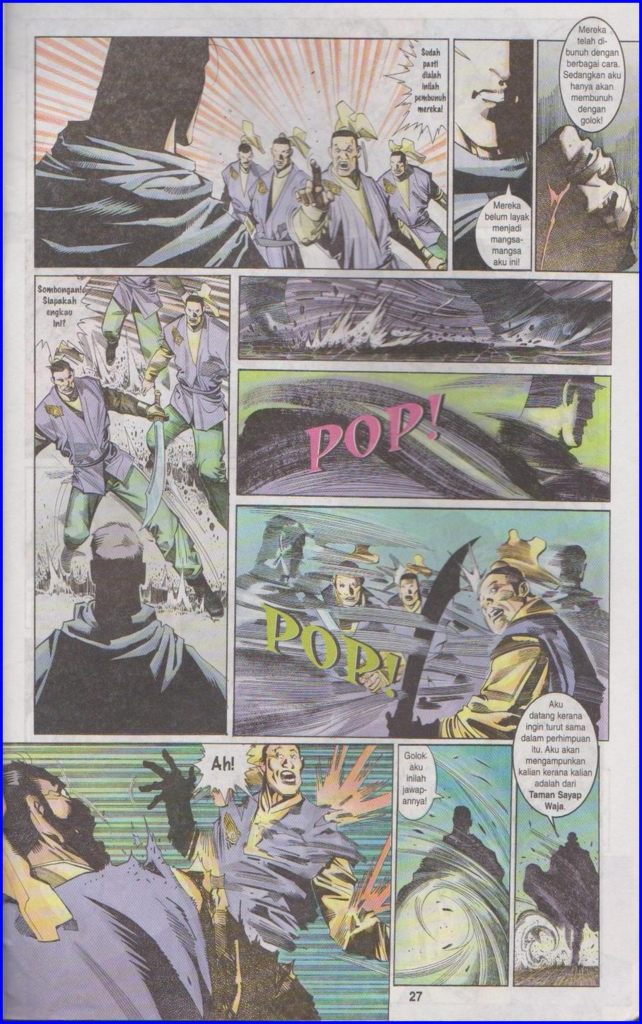 Sudah
pasti
dialah
inilah
pembunuh
mereka!
Mereka
belum layak
menjadi
mangsa-
mangsa
aku ini!
Mereka
telah di-
bunuh dengan
berbagai cara.
Sedangkan aku
hanya akan
membunuh
dengan
golok!
Sombongan!
Siapakah
engkau
ini?
POP!
POP!
Ah!
Golok
aku
inilah
jawap-
annya!
Aku
datang kerana
ingin turut sama
dalam perhimpuan
itu. Aku akan
mengampunkan
kalian kerana kalian
adalah dari
Taman Sayap
Waja.
27